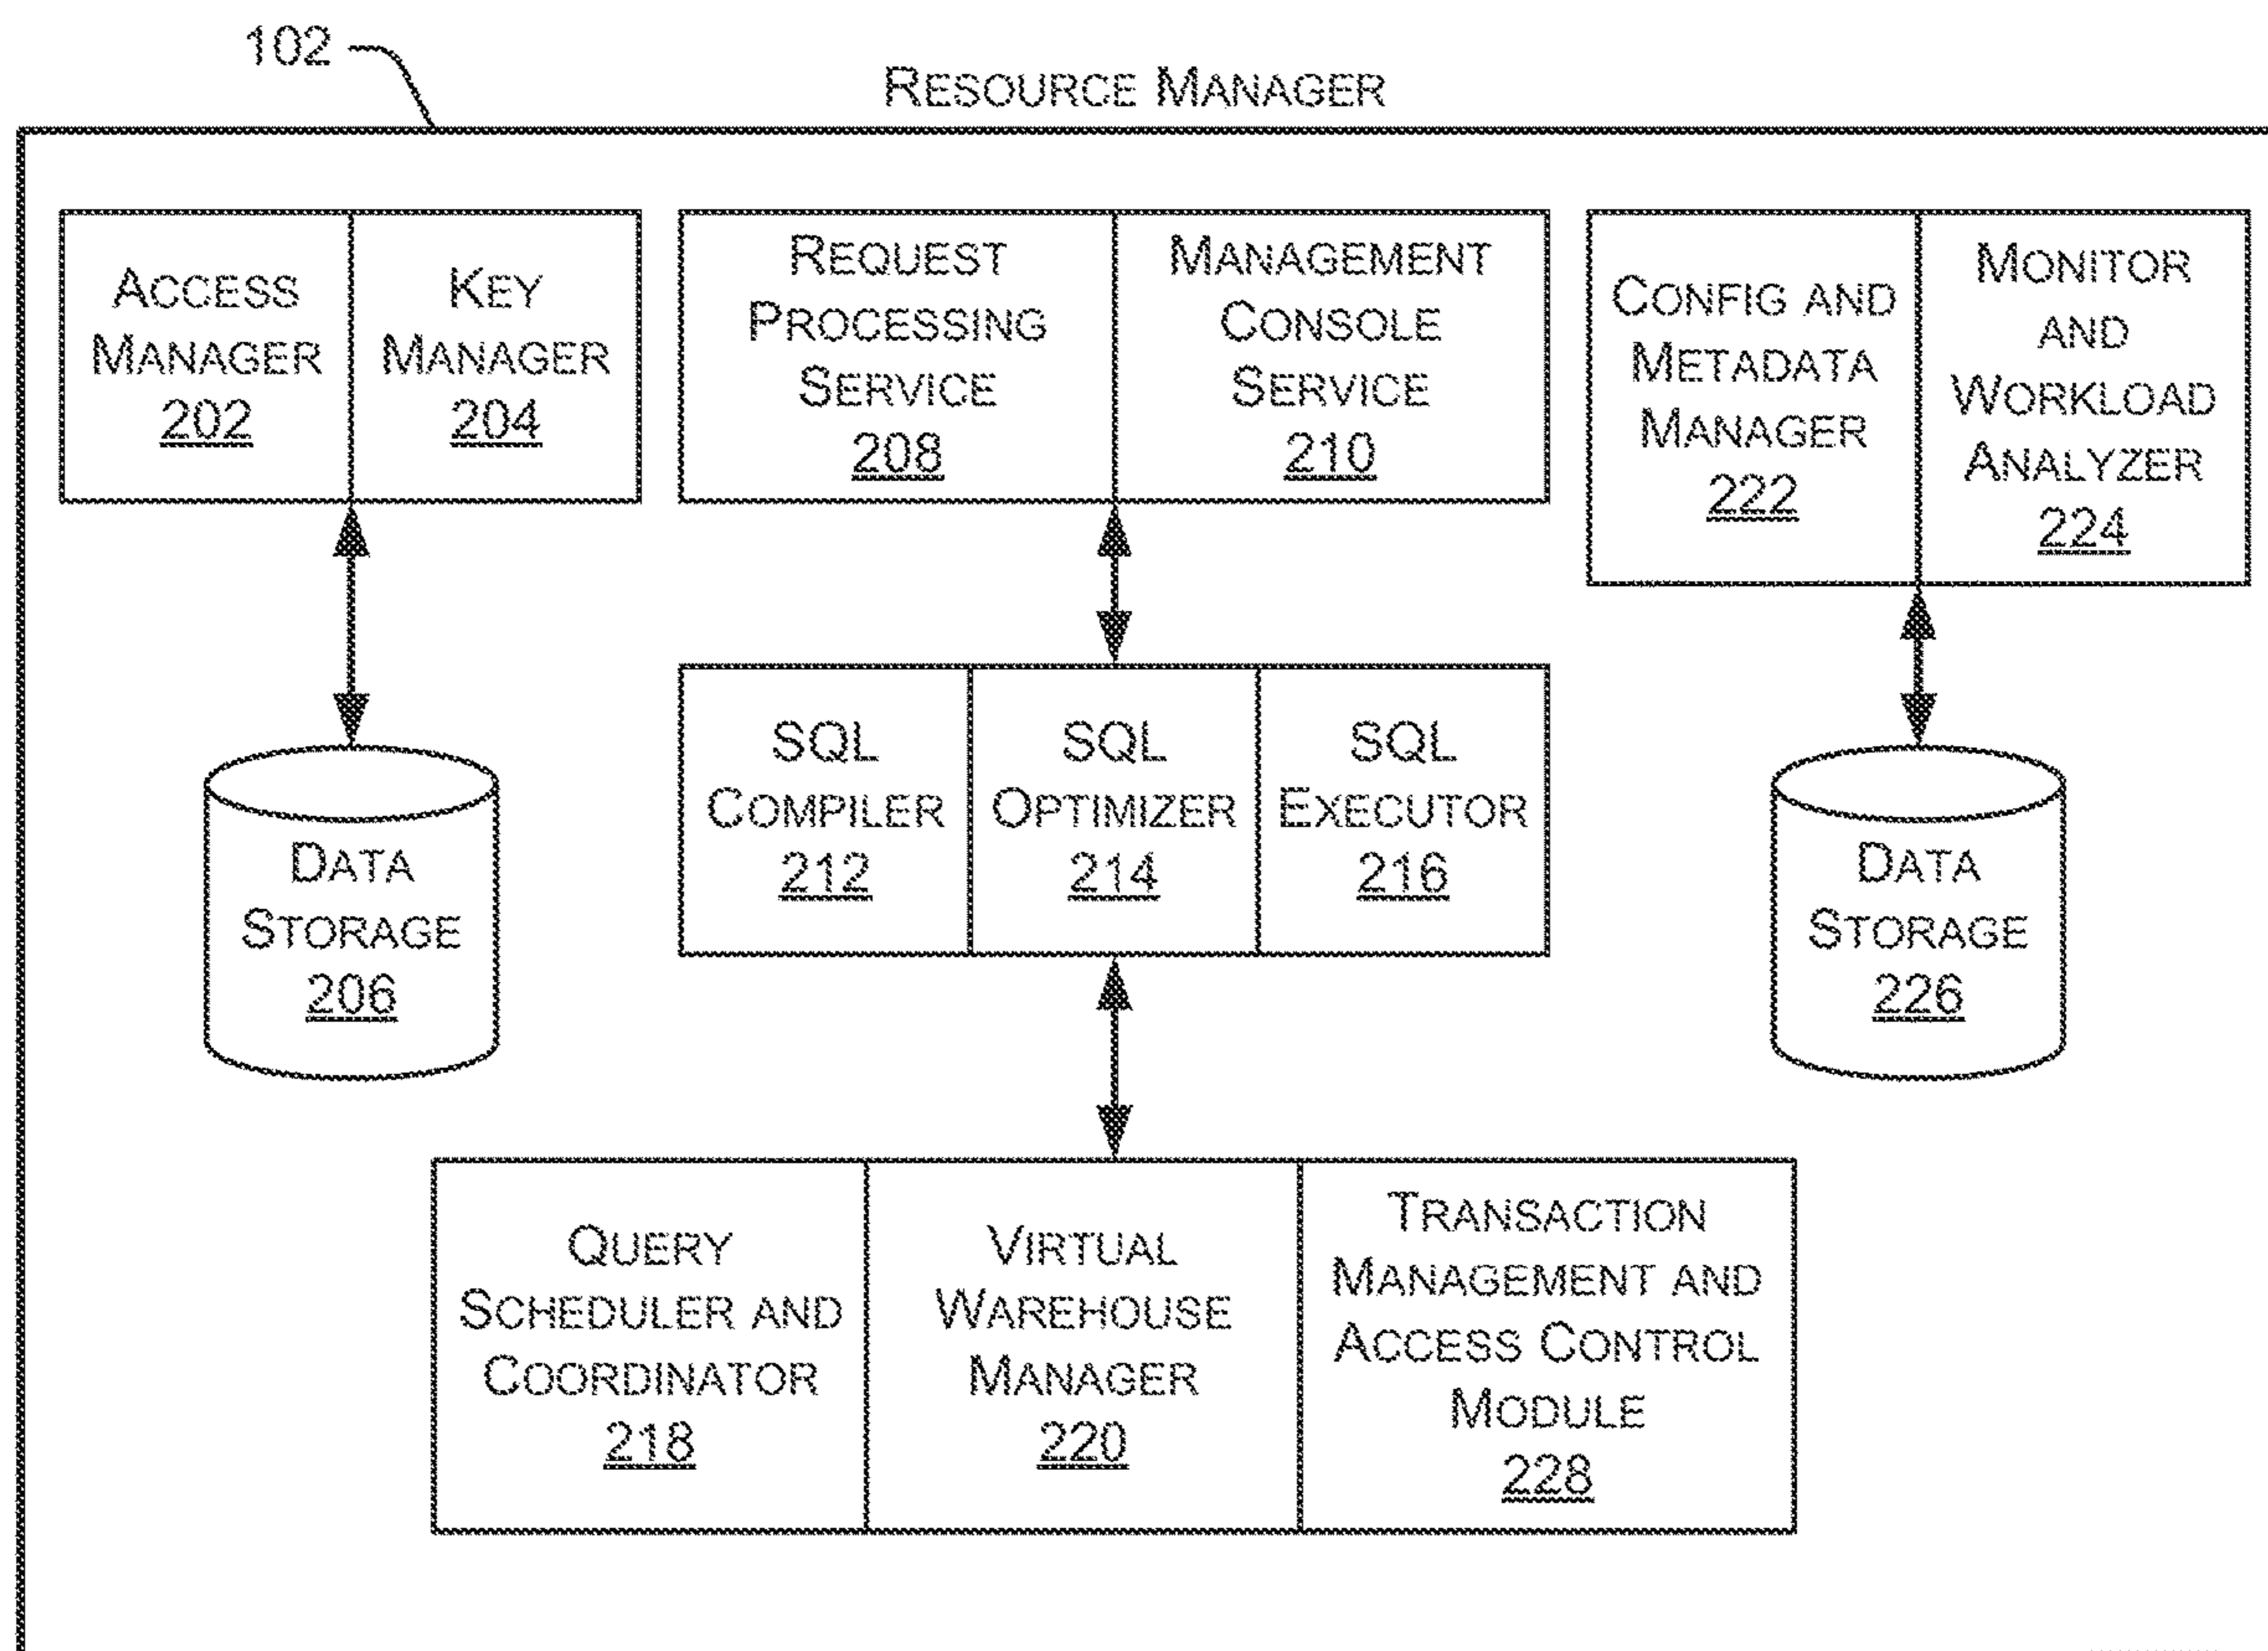 102
RESOURCE MANAGER
ACCESS
MANAGER
202
KEY
MANAGER
204
REQUEST
PROCESSING
SERVICE
208
MANAGEMENT
CONSOLE
SERVICE
210
CONFIG AND
METADATA
MANAGER
222
MONITOR
AND
WORKLOAD
ANALYZER
224
DATA
STORAGE
206
SQL
COMPILER
212
SQL
OPTIMIZER
214
SQL
EXECUTOR
216
DATA
STORAGE
226
QUERY
SCHEDULER AND
COORDINATOR
218
VIRTUAL
WAREHOUSE
MANAGER
220
TRANSACTION
MANAGEMENT AND
ACCESS CONTROL
MODULE
228